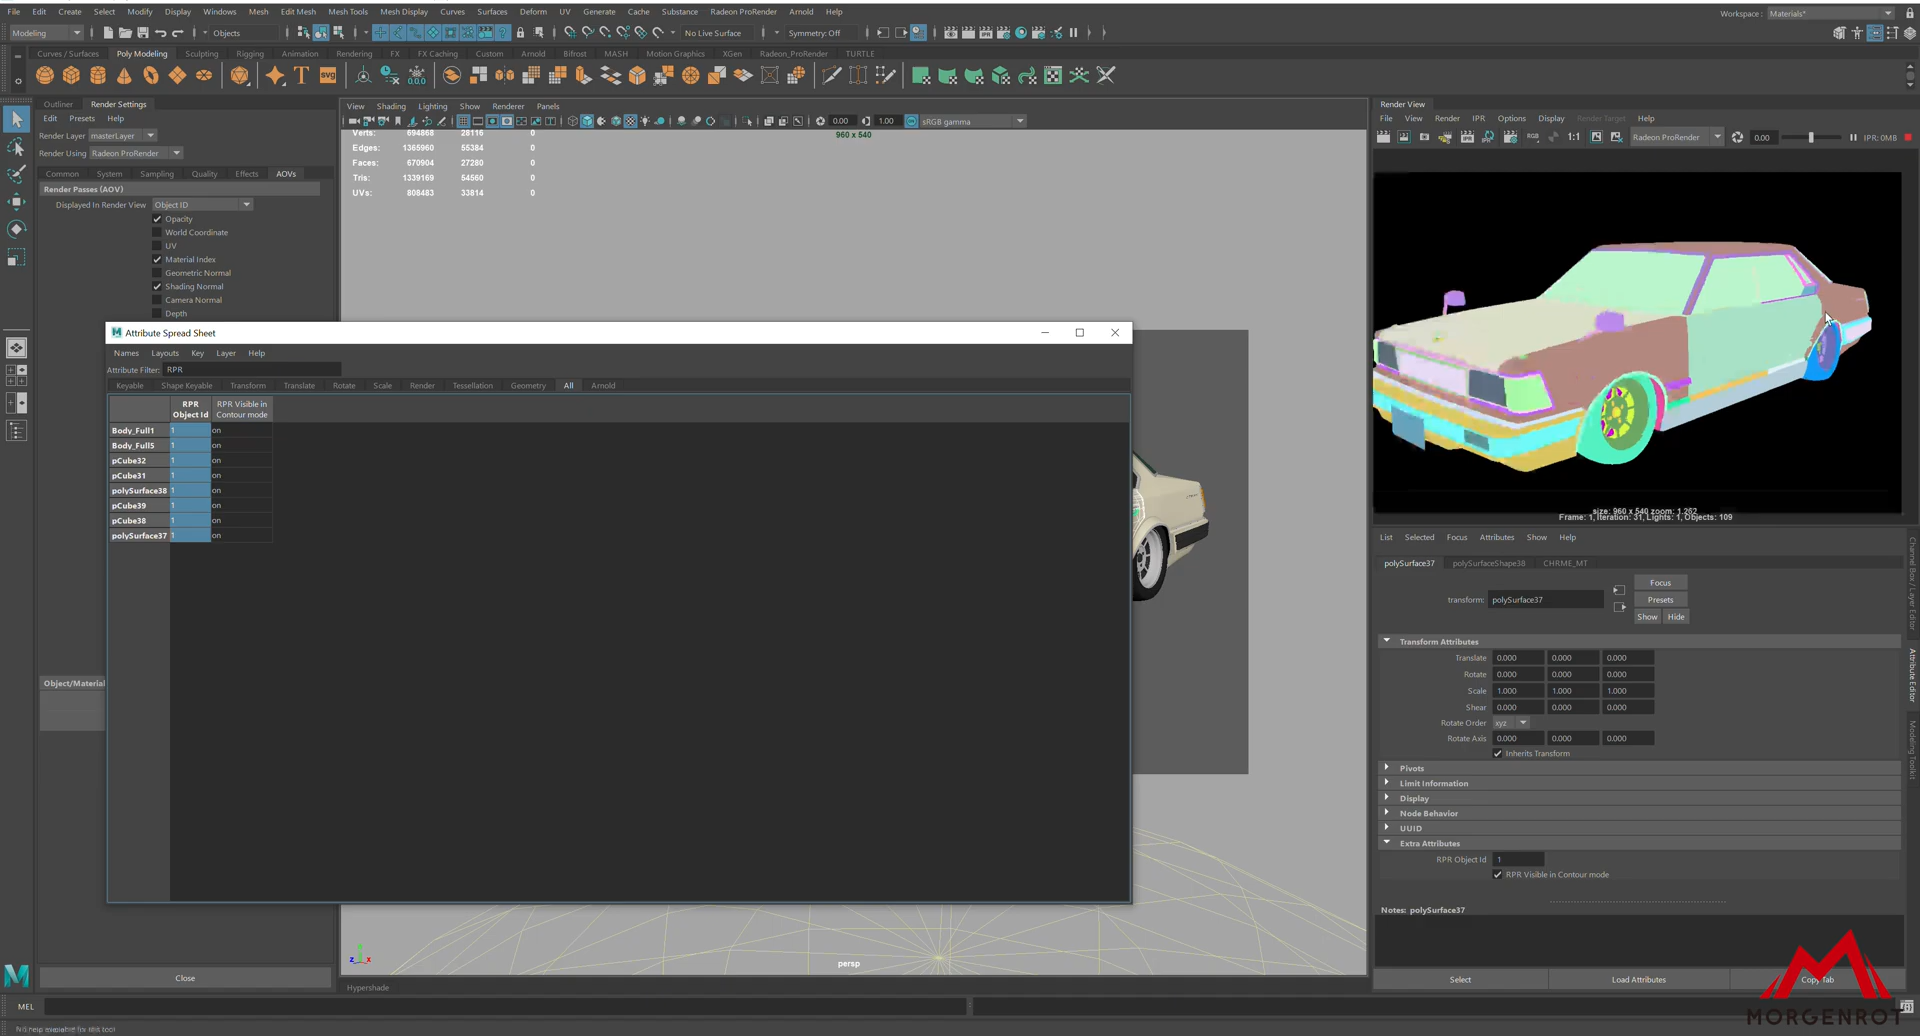 File Edit Create Select Modify Display Windows Mesh Edit Mesh Mesh Tools Mesh Display Curves Surfaces Deform UV Generate Cache Substance Radeon ProRender Arnold Help
Workspace : Materials*
Modeling Objects No Live Surface Symmetry: Off
Curves / Surfaces Poly Modeling Sculpting Rigging Animation Rendering FX FX Caching Custom Arnold Bifrost MASH Motion Graphics XGen Radeon_ProRender TURTLE
Outliner Render Settings
Edit Presets Help
Render Layer masterLayer
Render Using Radeon ProRender
Common System Sampling Quality Effects AOVs
Render Passes (AOV)
Displayed In Render View Object ID
Opacity
World Coordinate
UV
Material Index
Geometric Normal
Shading Normal
Camera Normal
Depth
Object/Material
Close
View Shading Lighting Show Renderer Panels
0.00 1.00 sRGB gamma
960 x 540
Verts: 694868 28116 0
Edges: 1365960 55384 0
Faces: 670904 27280 0
Tris: 1339169 54560 0
UVs: 808483 33814 0
Attribute Spread Sheet
Names Layouts Key Layer Help
Attribute Filter: RPR
Keyable Shape Keyable Transform Translate Rotate Scale Render Tessellation Geometry All Arnold
RPR Object Id RPR Visible in Contour mode
Body_Full1 1 on
Body_Full5 1 on
pCube32 1 on
pCube31 1 on
polySurface38 1 on
pCube39 1 on
pCube38 1 on
polySurface37 1 on
persp
Hypershade
MEL
Render View
File View Render IPR Options Display Render Target Help
1:1 Radeon ProRender 0.00 IPR: 0MB
size: 960 x 540 zoom: 1.262
Frame: 1, Iteration: 31, Lights: 1, Objects: 109
List Selected Focus Attributes Show Help
polySurface37 polySurfaceShape38 CHRME_MT
transform: polySurface37
Focus
Presets
Show Hide
Transform Attributes
Translate 0.000 0.000 0.000
Rotate 0.000 0.000 0.000
Scale 1.000 1.000 1.000
Shear 0.000 0.000 0.000
Rotate Order xyz
Rotate Axis 0.000 0.000 0.000
Inherits Transform
Pivots
Limit Information
Display
Node Behavior
UUID
Extra Attributes
RPR Object Id 1
RPR Visible in Contour mode
Notes: polySurface37
Select Load Attributes Copy Tab
Channel Box / Layer Editor
Attribute Editor
Modeling Toolkit
MORGENROT